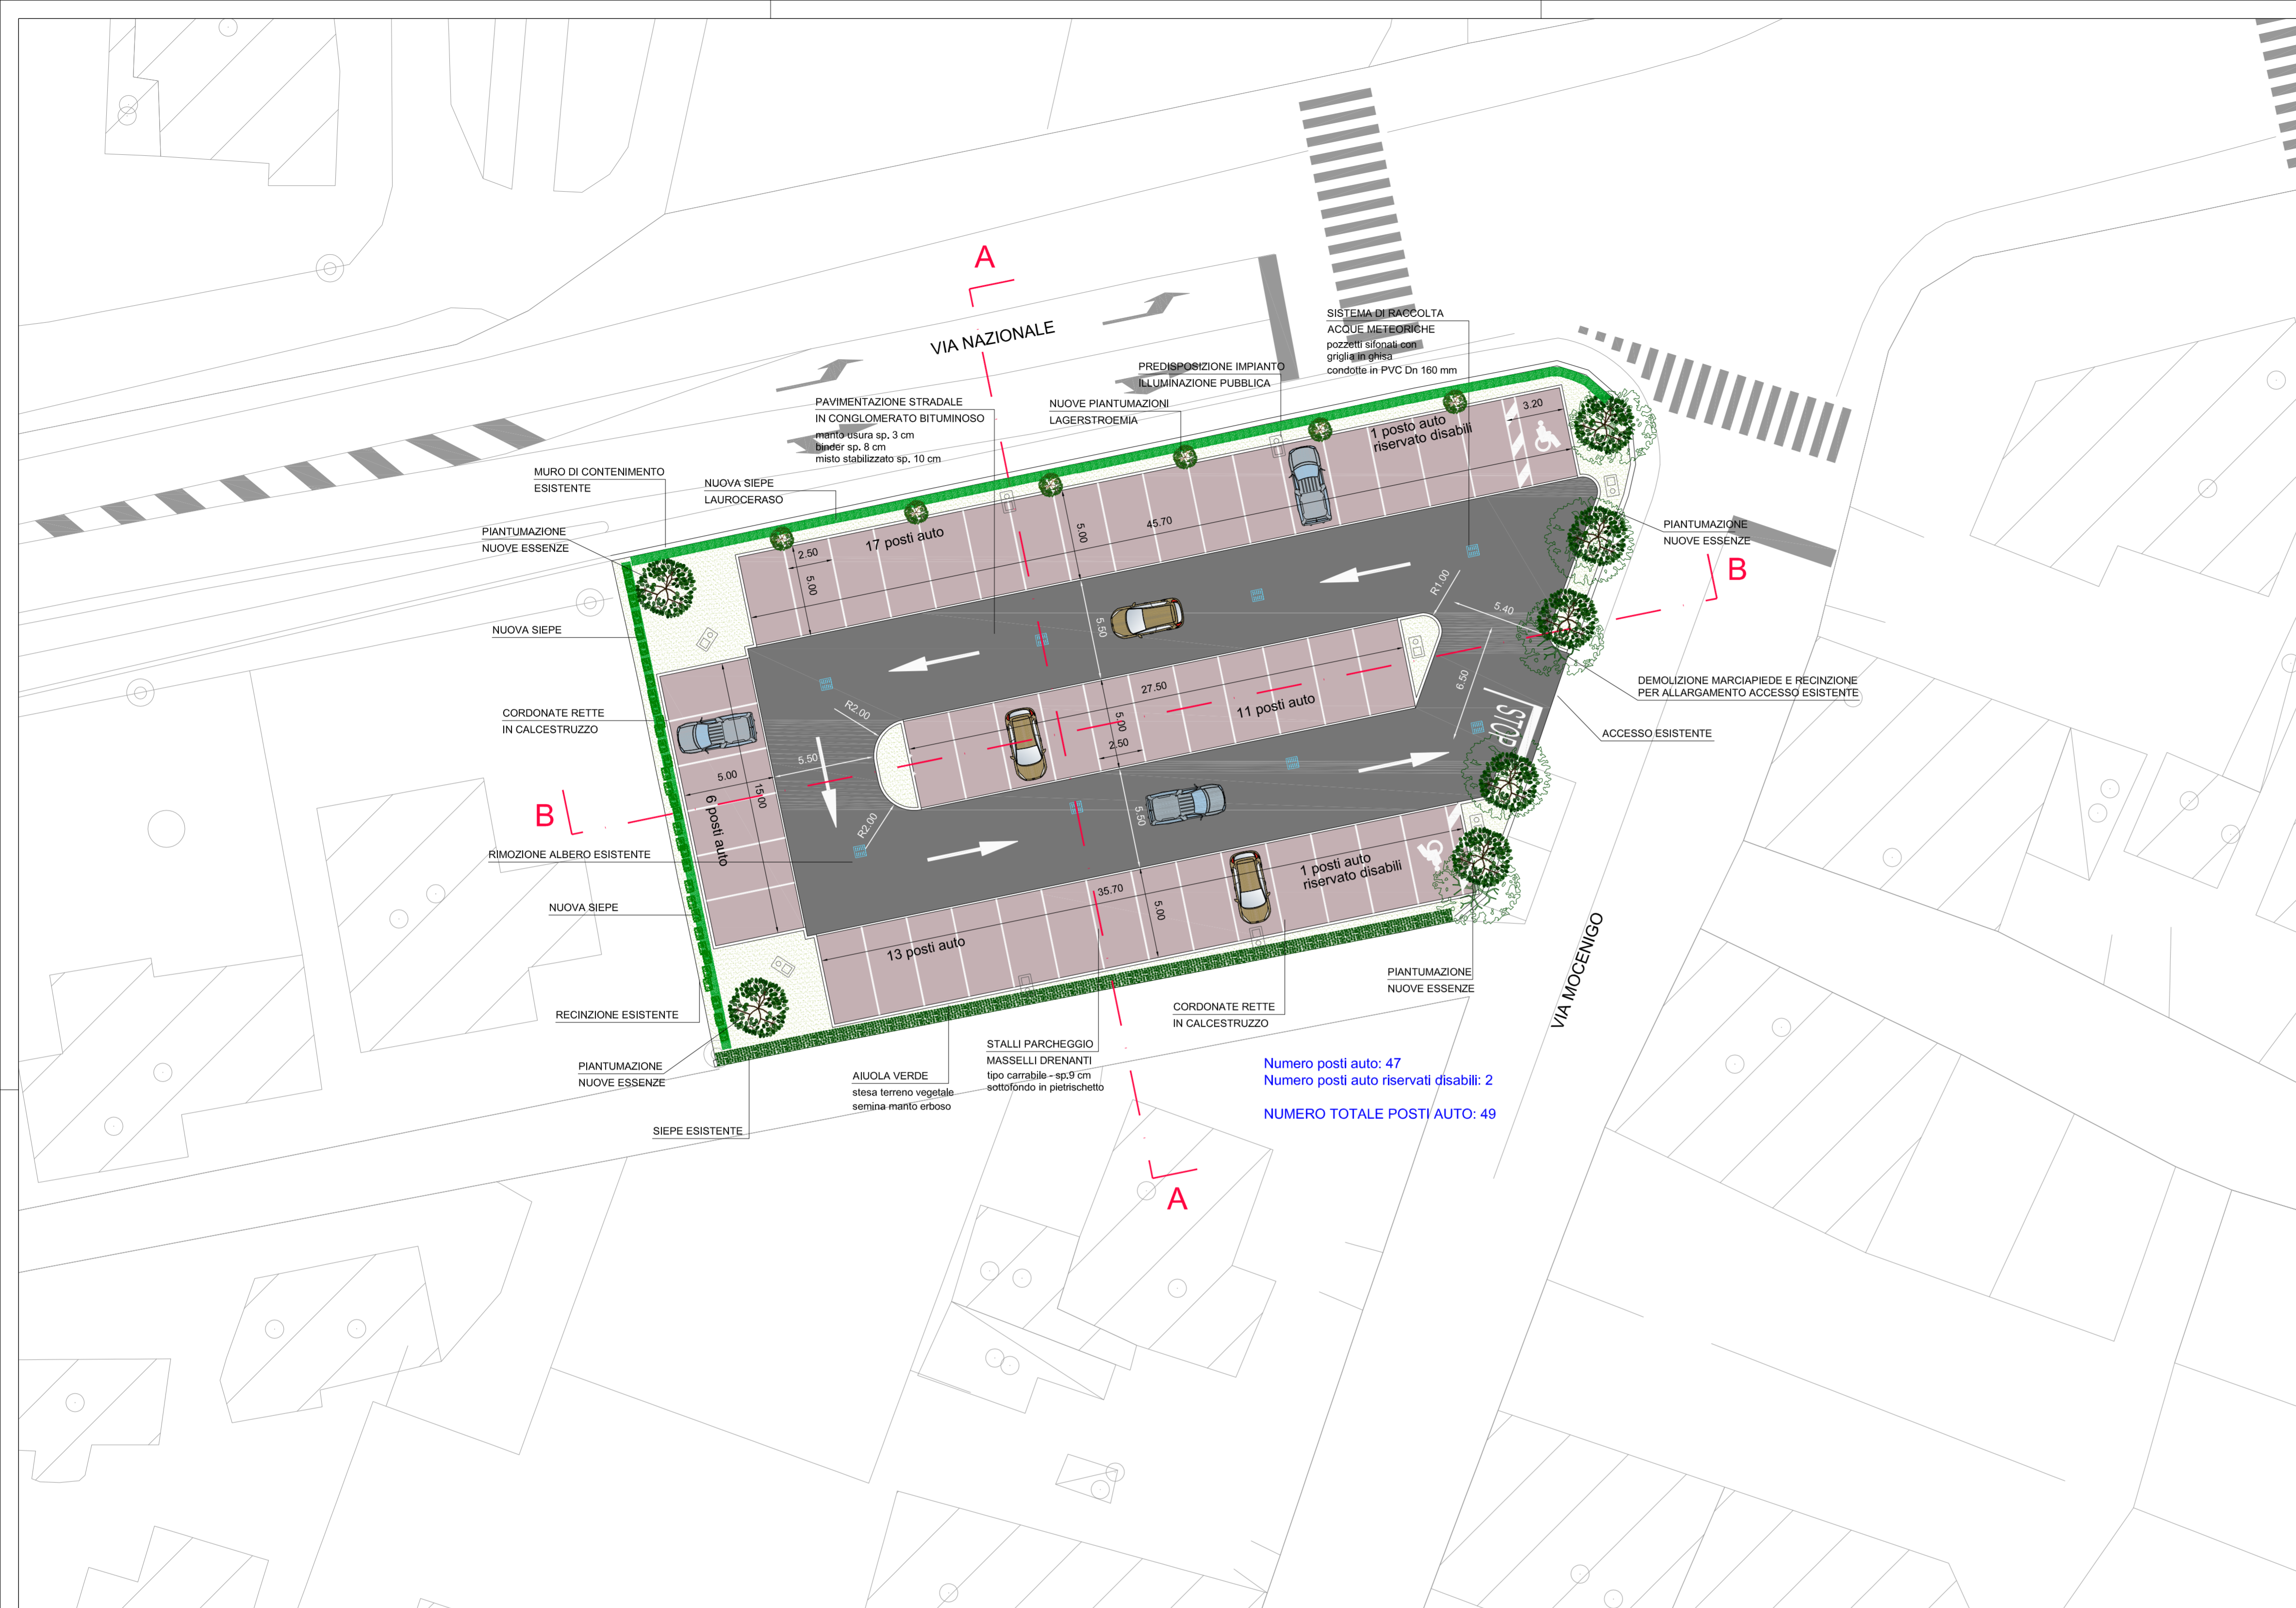 A
VIA NAZIONALE
SISTEMA DI RACCOLTA
ACQUE METEORICHE
pozzetti sifonati con
griglia in ghisa
condotte in PVC Dn 160 mm
PREDISPOSIZIONE IMPIANTO
ILLUMINAZIONE PUBBLICA
NUOVE PIANTUMAZIONI
LAGERSTROEMIA
PAVIMENTAZIONE STRADALE
IN CONGLOMERATO BITUMINOSO
manto usura sp. 3 cm
binder sp. 8 cm
misto stabilizzato sp. 10 cm
MURO DI CONTENIMENTO
ESISTENTE
NUOVA SIEPE
LAUROCERASO
PIANTUMAZIONE
NUOVE ESSENZE
3.20
1 posto auto
riservato disabili
45.70
5.00
17 posti auto
2.50
5.00
PIANTUMAZIONE
NUOVE ESSENZE
B
NUOVA SIEPE
R1.00
5.40
5.50
6.50
27.50
11 posti auto
5.00
2.50
R2.00
5.50
R2.00
STOP
DEMOLIZIONE MARCIAPIEDE E RECINZIONE
PER ALLARGAMENTO ACCESSO ESISTENTE
ACCESSO ESISTENTE
CORDONATE RETTE
IN CALCESTRUZZO
5.00
15.00
6 posti auto
B
5.50
RIMOZIONE ALBERO ESISTENTE
1 posti auto
riservato disabili
35.70
5.00
13 posti auto
NUOVA SIEPE
VIA MOCENIGO
PIANTUMAZIONE
NUOVE ESSENZE
CORDONATE RETTE
IN CALCESTRUZZO
RECINZIONE ESISTENTE
STALLI PARCHEGGIO
MASSELLI DRENANTI
tipo carrabile - sp.9 cm
sottofondo in pietrischetto
PIANTUMAZIONE
NUOVE ESSENZE
AIUOLA VERDE
stesa terreno vegetale
semina manto erboso
SIEPE ESISTENTE
Numero posti auto: 47
Numero posti auto riservati disabili: 2
NUMERO TOTALE POSTI AUTO: 49
A